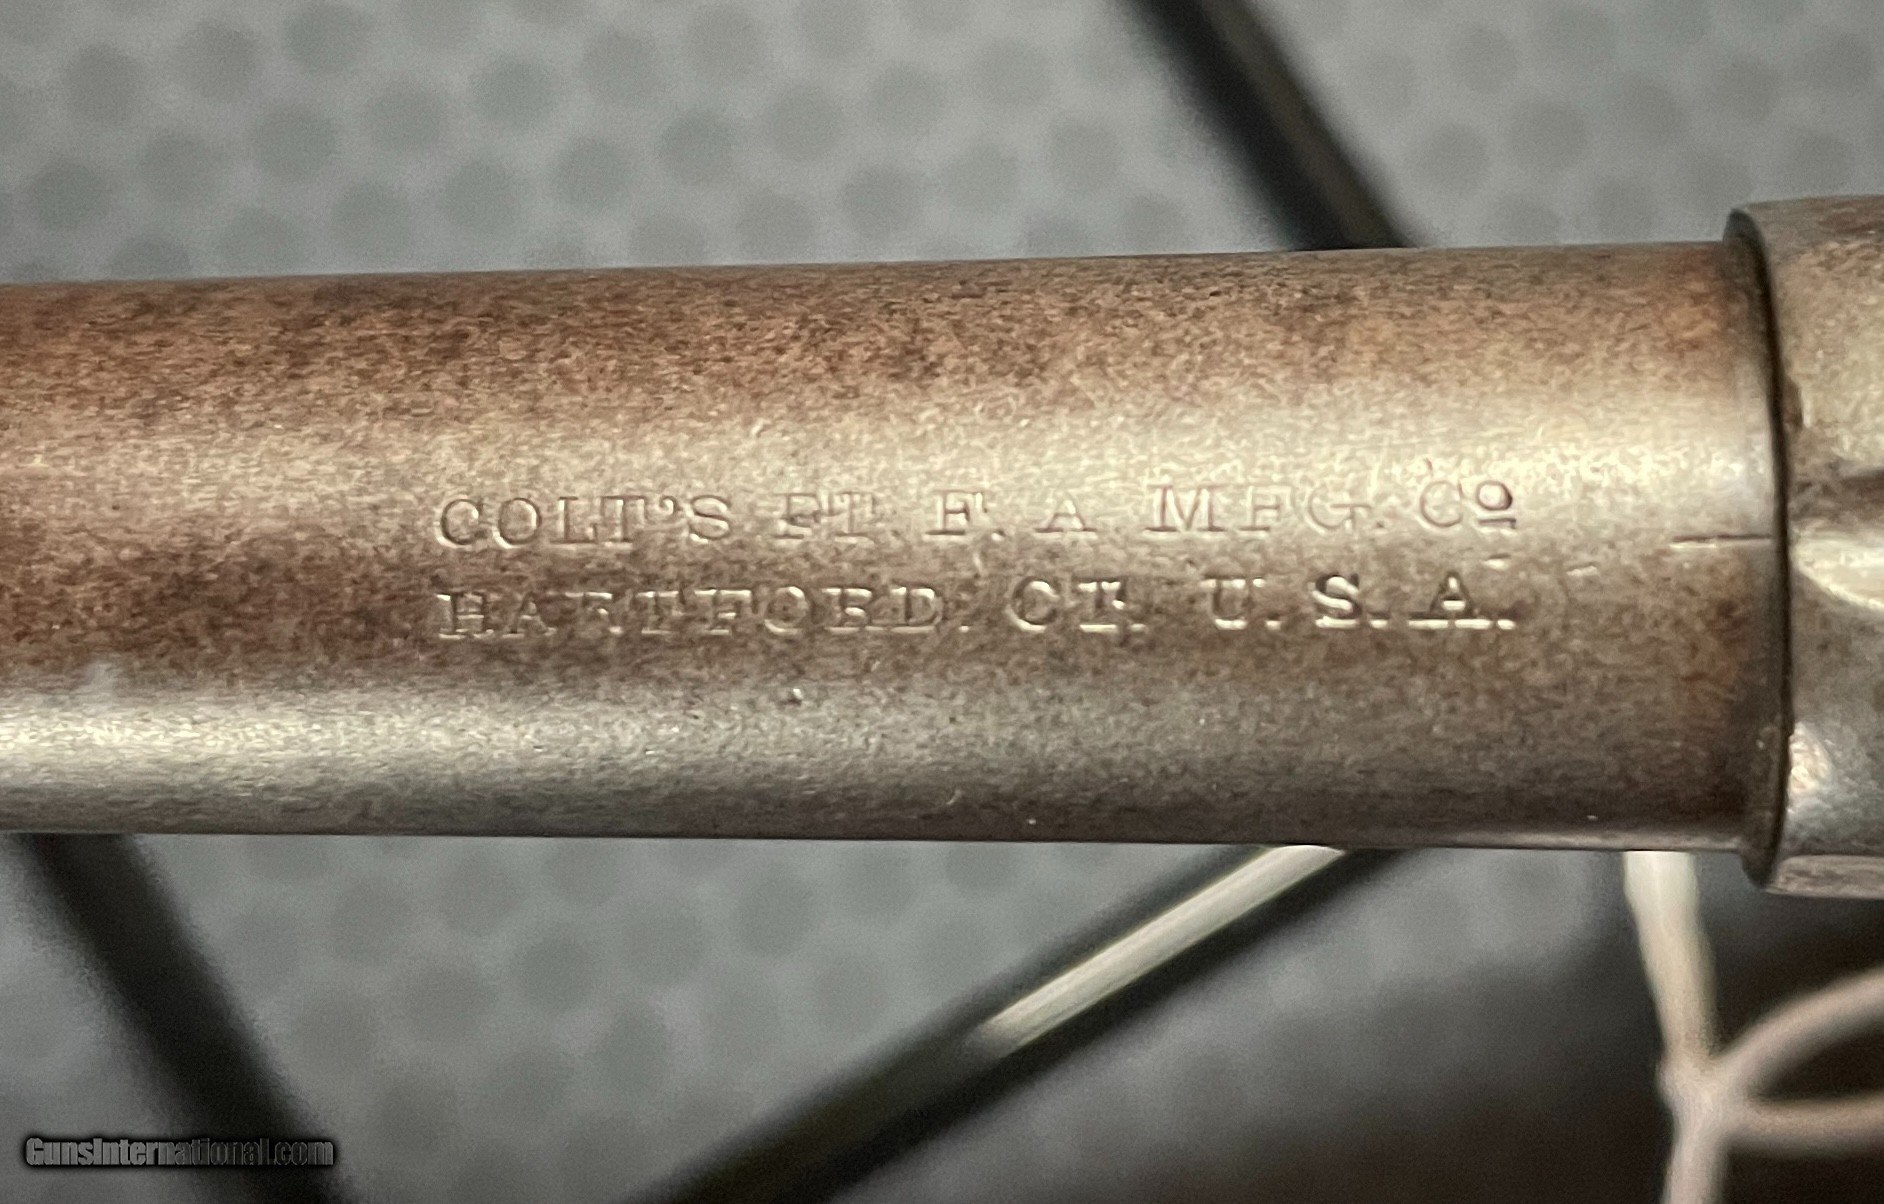 COLT'S PT. F. A. MFG. Cº
HARTFORD. CT. U. S. A.
GunsInternational.com